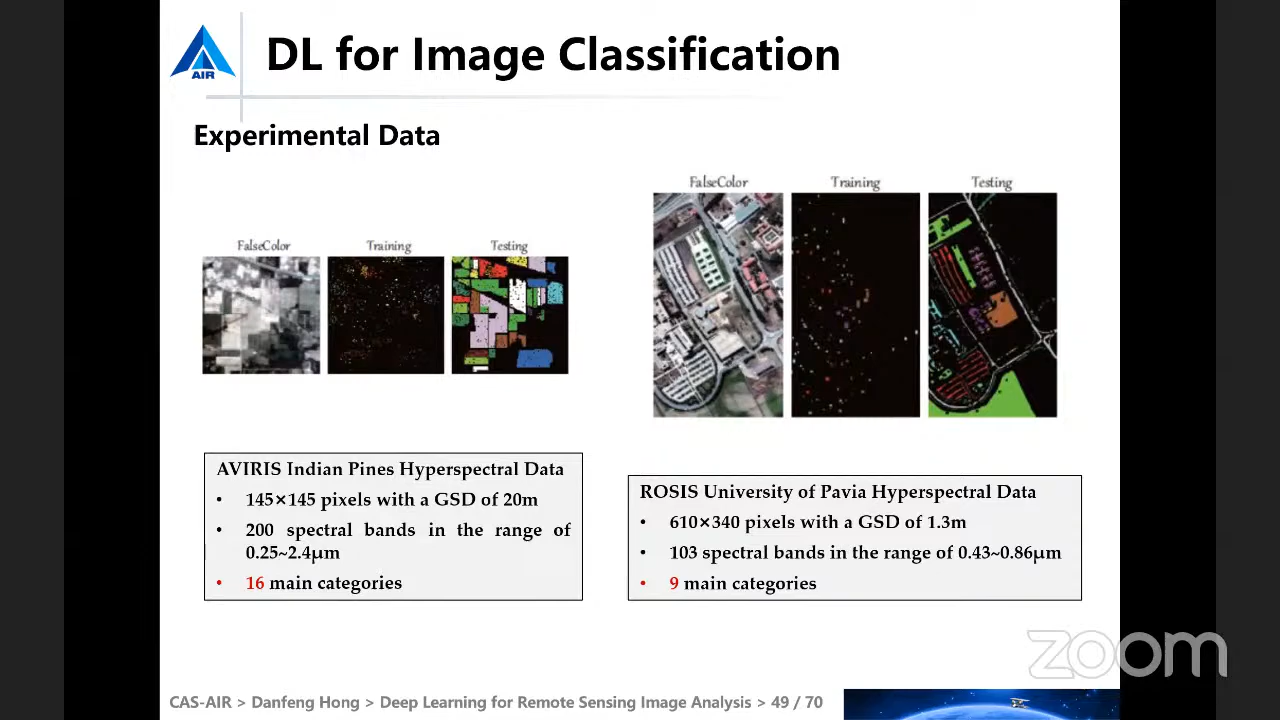 AIR
DL for Image Classification
Experimental Data
FalseColor Training Testing
FalseColor Training Testing
AVIRIS Indian Pines Hyperspectral Data
• 145×145 pixels with a GSD of 20m
• 200 spectral bands in the range of
0.25~2.4μm
• 16 main categories
ROSIS University of Pavia Hyperspectral Data
• 610×340 pixels with a GSD of 1.3m
• 103 spectral bands in the range of 0.43~0.86μm
• 9 main categories
zoom
CAS-AIR > Danfeng Hong > Deep Learning for Remote Sensing Image Analysis > 49 / 70